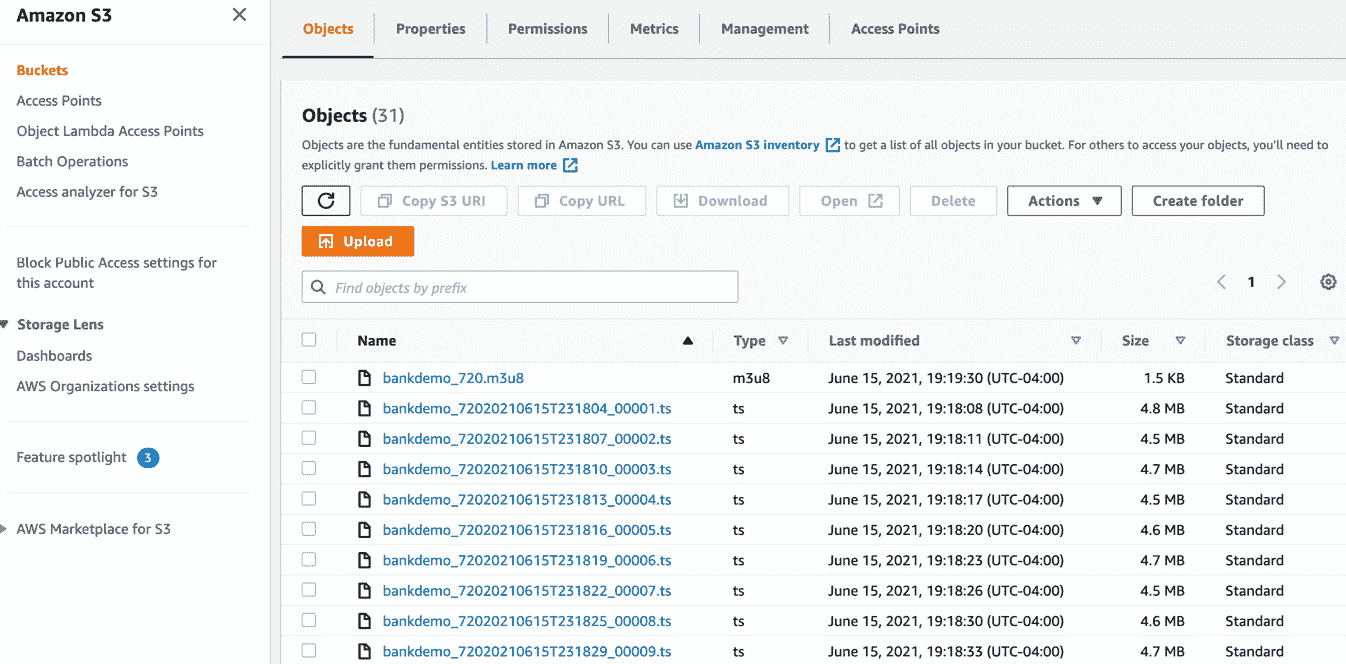 Amazon S3
Buckets
Access Points
Object Lambda Access Points
Batch Operations
Access analyzer for S3
Block Public Access settings for
this account
Storage Lens
Dashboards
AWS Organizations settings
Feature spotlight 3
AWS Marketplace for S3
Objects Properties Permissions Metrics Management Access Points
Objects (31)
Objects are the fundamental entities stored in Amazon S3. You can use Amazon S3 inventory to get a list of all objects in your bucket. For others to access your objects, you'll need to
explicitly grant them permissions. Learn more
Copy S3 URI Copy URL Download Open Delete Actions Create folder
Upload
Find objects by prefix
1
Name Type Last modified Size Storage class
bankdemo_720.m3u8 m3u8 June 15, 2021, 19:19:30 (UTC-04:00) 1.5 KB Standard
bankdemo_72020210615T231804_00001.ts ts June 15, 2021, 19:18:08 (UTC-04:00) 4.8 MB Standard
bankdemo_72020210615T231807_00002.ts ts June 15, 2021, 19:18:11 (UTC-04:00) 4.5 MB Standard
bankdemo_72020210615T231810_00003.ts ts June 15, 2021, 19:18:14 (UTC-04:00) 4.7 MB Standard
bankdemo_72020210615T231813_00004.ts ts June 15, 2021, 19:18:17 (UTC-04:00) 4.5 MB Standard
bankdemo_72020210615T231816_00005.ts ts June 15, 2021, 19:18:20 (UTC-04:00) 4.6 MB Standard
bankdemo_72020210615T231819_00006.ts ts June 15, 2021, 19:18:23 (UTC-04:00) 4.7 MB Standard
bankdemo_72020210615T231822_00007.ts ts June 15, 2021, 19:18:26 (UTC-04:00) 4.5 MB Standard
bankdemo_72020210615T231825_00008.ts ts June 15, 2021, 19:18:30 (UTC-04:00) 4.6 MB Standard
bankdemo_72020210615T231829_00009.ts ts June 15, 2021, 19:18:33 (UTC-04:00) 4.7 MB Standard